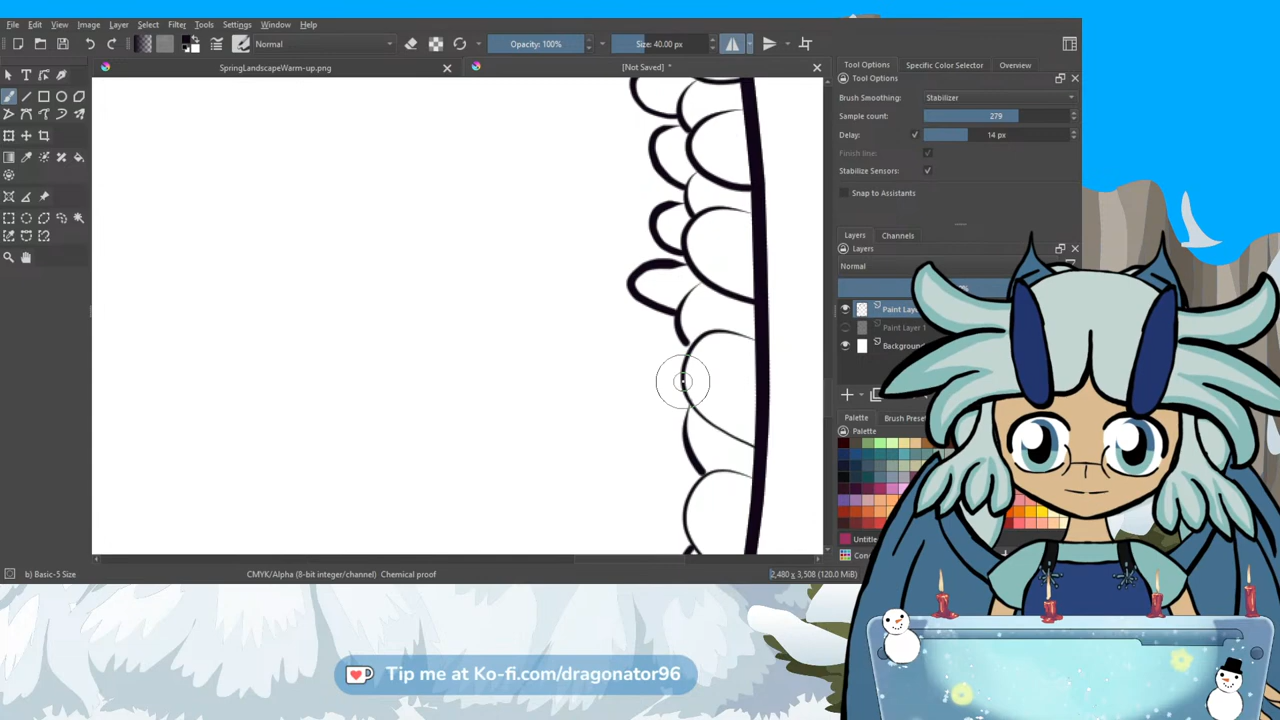 File Edit View Image Layer Select Filter Tools Settings Window Help
Normal Opacity: 100% Size: 40.00 px
SpringLandscapeWarm-up.png [Not Saved] *
Tool Options Specific Color Selector Overview
Tool Options
Brush Smoothing: Stabilizer
Sample count: 279
Delay: 14 px
Finish line:
Stabilize Sensors:
Snap to Assistants
Layers Channels
Layers
Normal
Paint Laye
Paint Layer 1
Background
Palette Brush Prese
Palette
b) Basic-5 Size CMYK/Alpha (8-bit integer/channel) Chemical proof 2,480 x 3,508 (120.0 MiB)
Tip me at Ko-fi.com/dragonator96